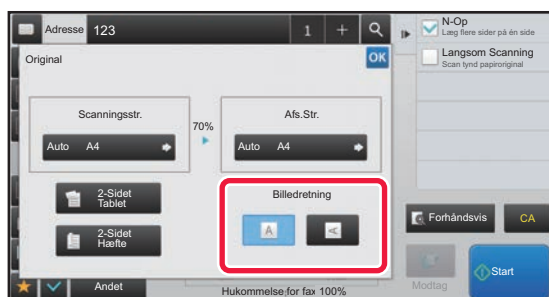 Adresse 123 1 +
Original OK
Scanningsstr.
Auto A4
70%
Afs.Str.
Auto A4
2-Sidet
Tablet
2-Sidet
Hæfte
Billedretning
A A
Andet
Hukommelse for fax 100%
N-Op
Læg flere sider på én side
Langsom Scanning
Scan tynd papiroriginal
Forhåndsvis
CA
Modtag
Start